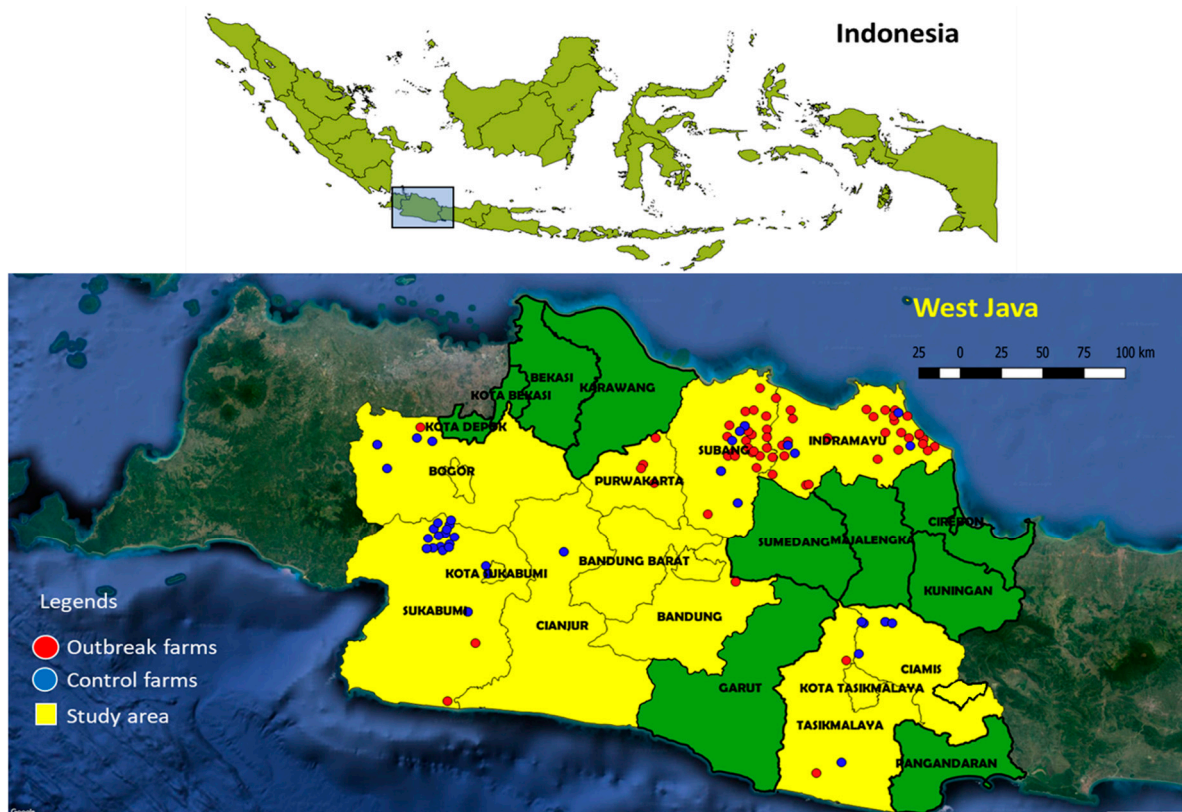 Indonesia
West Java
25 0 25 50 75 100 km
BEKASI
KOTA BEKASI
KARAWANG
KOTA DEPOK
BOGOR
PURWAKARTA
SUBANG
INDRAMAYU
SUMEDANG
MAJALENGKA
CIREBON
KUNINGAN
KOTA SUKABUMI
BANDUNG BARAT
SUKABUMI
CIANJUR
BANDUNG
GARUT
CIAMIS
KOTA TASIKMALAYA
TASIKMALAYA
PANGANDARAN
Legends
Outbreak farms
Control farms
Study area